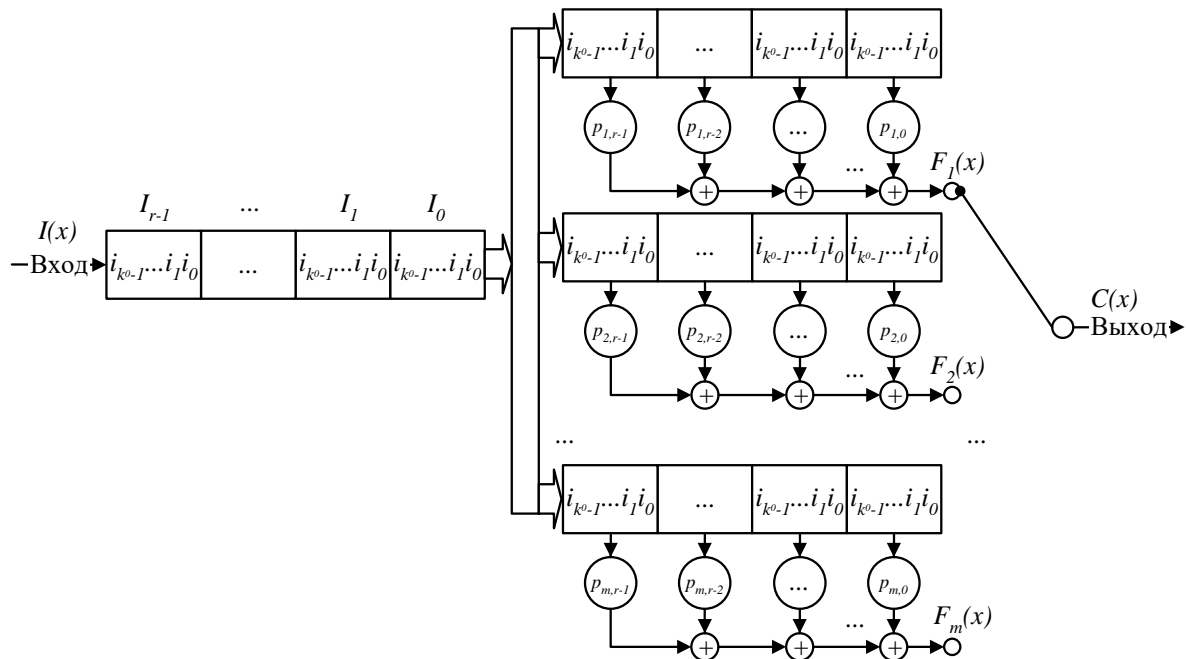 i_{k⁰-1}...i_1i_0 ... i_{k⁰-1}...i_1i_0 i_{k⁰-1}...i_1i_0
p_{1,r-1} p_{1,r-2} ... p_{1,0}
... F_1(x)
+ + +
I_{r-1} ... I_1 I_0
I(x)
Вход
i_{k⁰-1}...i_1i_0 ... i_{k⁰-1}...i_1i_0 i_{k⁰-1}...i_1i_0
i_{k⁰-1}...i_1i_0 ... i_{k⁰-1}...i_1i_0 i_{k⁰-1}...i_1i_0
p_{2,r-1} p_{2,r-2} ... p_{2,0}
... F_2(x)
+ + +
C(x)
Выход
... ...
i_{k⁰-1}...i_1i_0 ... i_{k⁰-1}...i_1i_0 i_{k⁰-1}...i_1i_0
p_{m,r-1} p_{m,r-2} ... p_{m,0}
... F_m(x)
+ + +